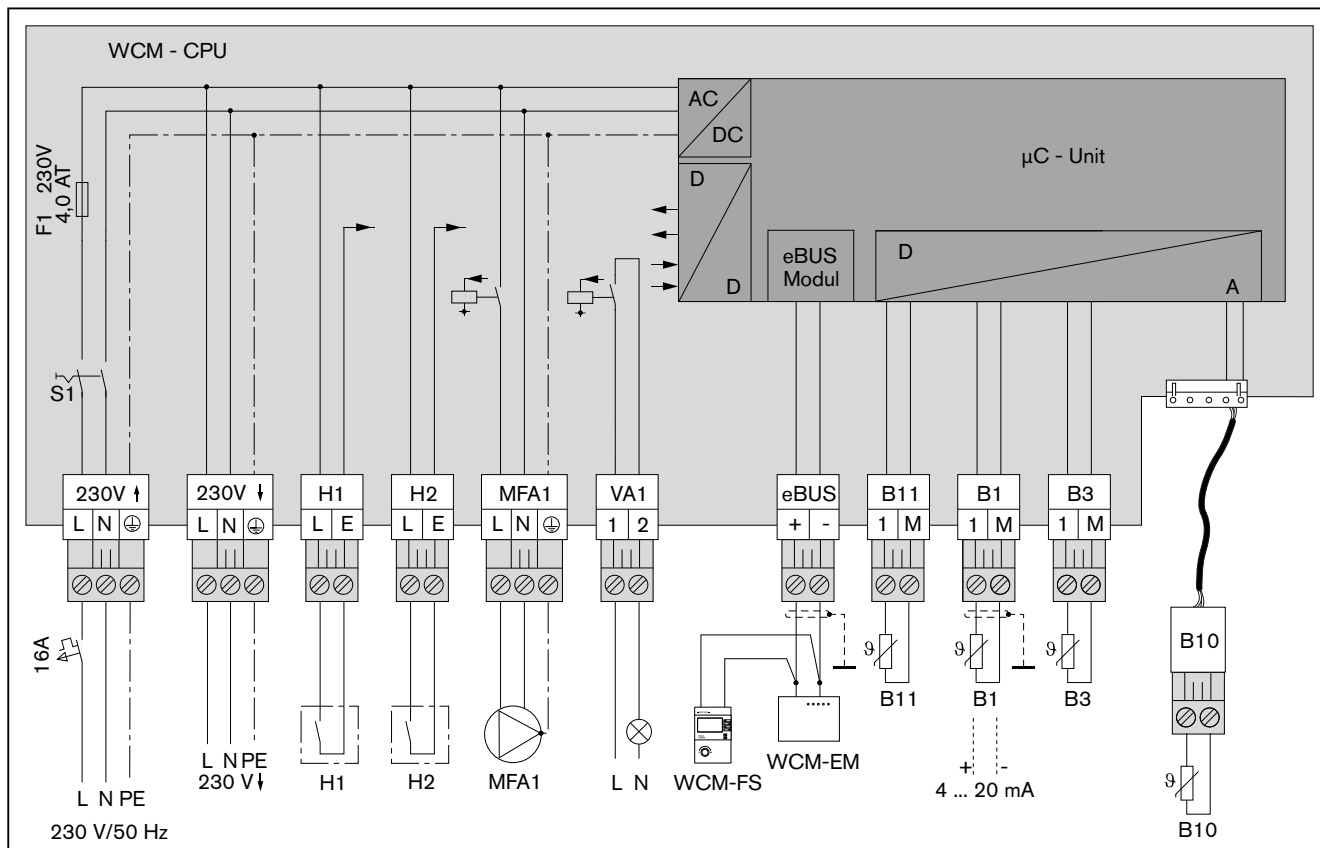 WCM - CPU
AC
DC
µC - Unit
F1 230V
4,0 AT
D
D
eBUS
Modul
D
A
S1
230V
230V
H1
H2
MFA1
VA1
eBUS
B11
B1
B3
L N
L N
L E
L E
L N
1 2
+ -
1 M
1 M
1 M
16A
B10
ϑ
ϑ
ϑ
B11
B1
B3
L N PE
230 V
H1
H2
MFA1
L N
WCM-FS
WCM-EM
+ -
4 ... 20 mA
ϑ
L N PE
230 V/50 Hz
B10